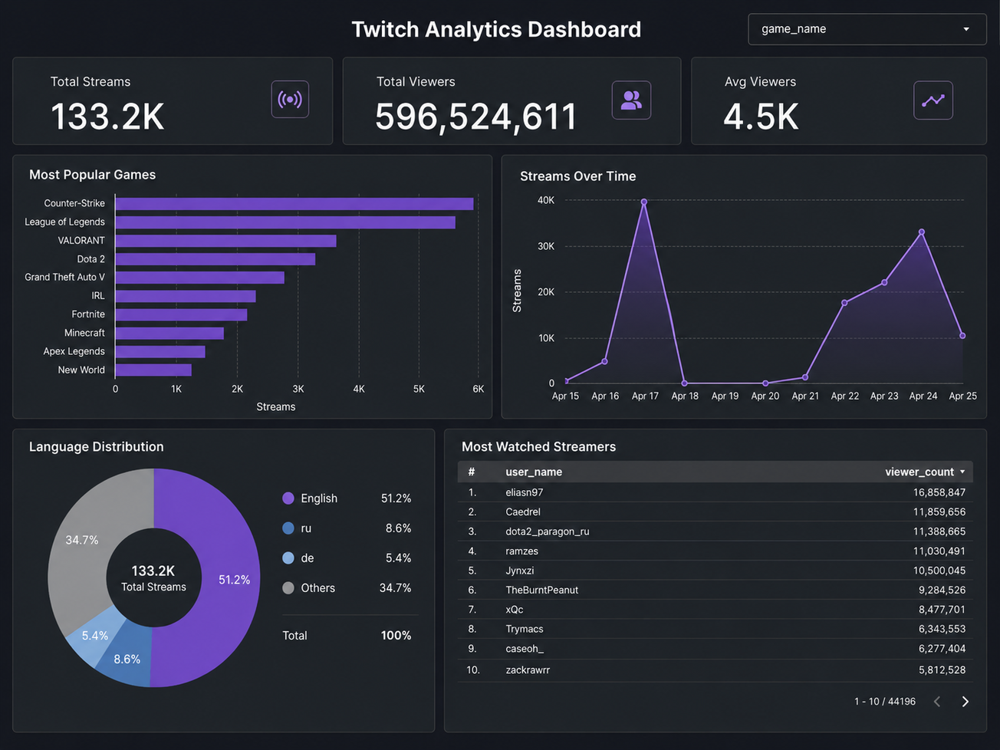 Twitch Analytics Dashboard
game_name
Total Streams
133.2K
Total Viewers
596,524,611
Avg Viewers
4.5K
Most Popular Games
Counter-Strike
League of Legends
VALORANT
Dota 2
Grand Theft Auto V
IRL
Fortnite
Minecraft
Apex Legends
New World
0 1K 2K 3K 4K 5K 6K
Streams
Streams Over Time
40K
30K
20K
10K
0
Streams
Apr 15 Apr 16 Apr 17 Apr 18 Apr 19 Apr 20 Apr 21 Apr 22 Apr 23 Apr 24 Apr 25
Language Distribution
34.7%
51.2%
5.4%
8.6%
133.2K
Total Streams
English 51.2%
ru 8.6%
de 5.4%
Others 34.7%
Total 100%
Most Watched Streamers
# user_name viewer_count
1. eliasn97 16,858,847
2. Caedrel 11,859,656
3. dota2_paragon_ru 11,388,665
4. ramzes 11,030,491
5. Jynxzi 10,500,045
6. TheBurntPeanut 9,284,526
7. xQc 8,477,701
8. Trymacs 6,343,553
9. caseoh_ 6,277,404
10. zackrawrr 5,812,528
1 - 10 / 44196